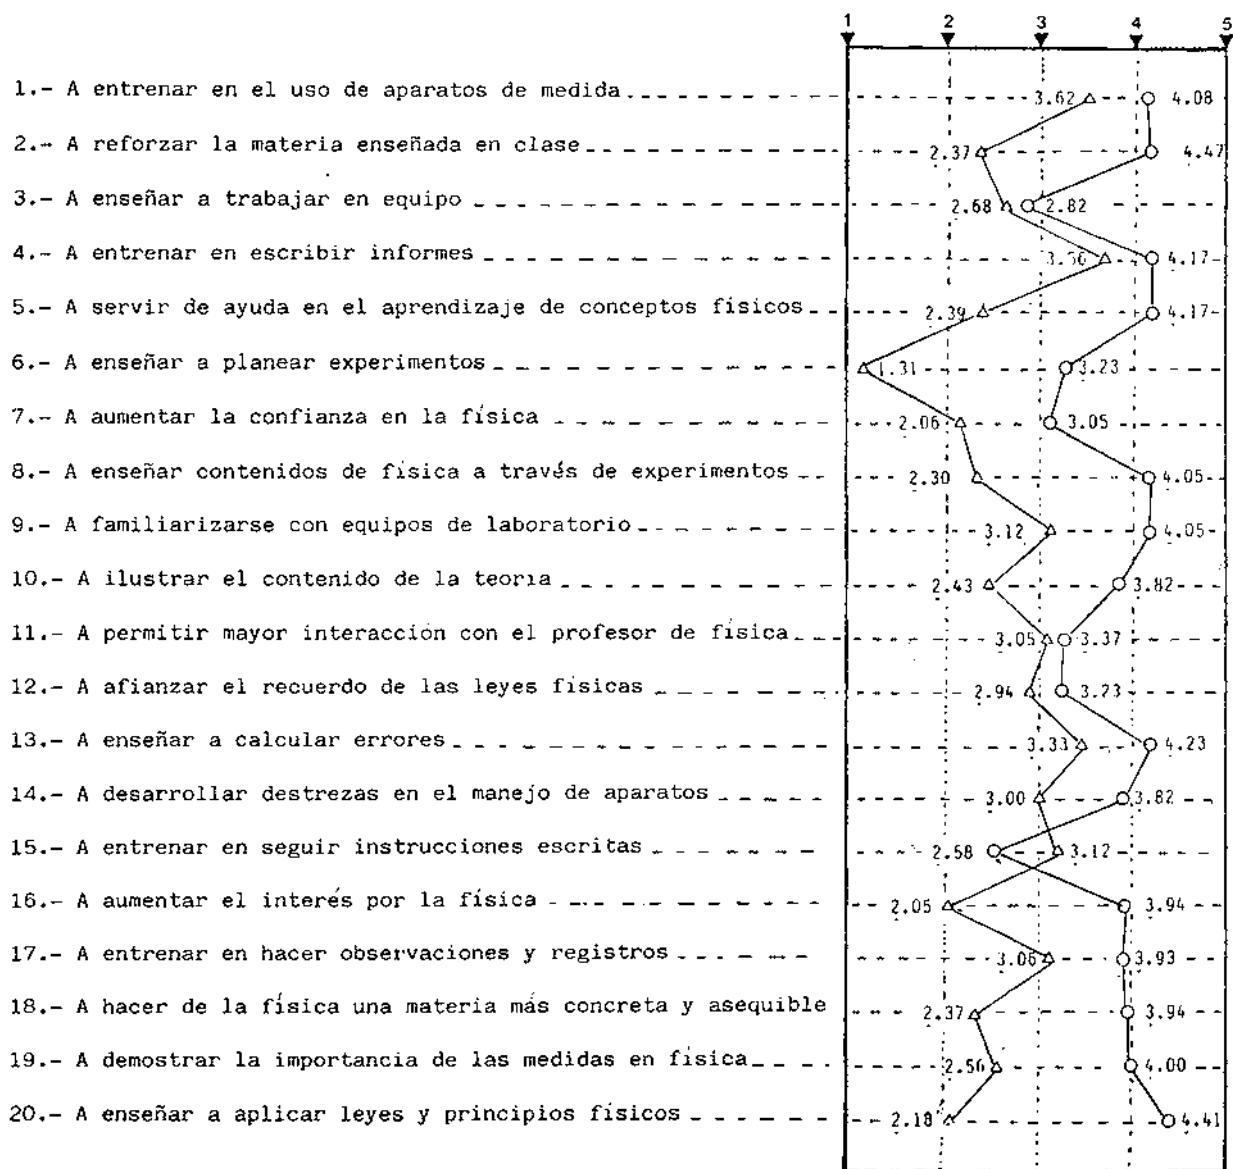 1 2 3 4 5
1.- A entrenar en el uso de aparatos de medida 3.62 4.08
2.- A reforzar la materia enseñada en clase 2.37 4.47
3.- A enseñar a trabajar en equipo 2.68 2.82
4.- A entrenar en escribir informes 3.56 4.17
5.- A servir de ayuda en el aprendizaje de conceptos físicos 2.39 4.17
6.- A enseñar a planear experimentos 1.31 3.23
7.- A aumentar la confianza en la física 2.06 3.05
8.- A enseñar contenidos de física a través de experimentos 2.30 4.05
9.- A familiarizarse con equipos de laboratorio 3.12 4.05
10.- A ilustrar el contenido de la teoria 2.43 3.82
11.- A permitir mayor interacción con el profesor de física 3.05 3.37
12.- A afianzar el recuerdo de las leyes físicas 2.94 3.23
13.- A enseñar a calcular errores 3.33 4.23
14.- A desarrollar destrezas en el manejo de aparatos 3.00 3.82
15.- A entrenar en seguir instrucciones escritas 2.58 3.12
16.- A aumentar el interés por la física 2.05 3.94
17.- A entrenar en hacer observaciones y registros 3.06 3.93
18.- A hacer de la física una materia más concreta y asequible 2.37 3.94
19.- A demostrar la importancia de las medidas en física 2.56 4.00
20.- A enseñar a aplicar leyes y principios físicos 2.18 4.41